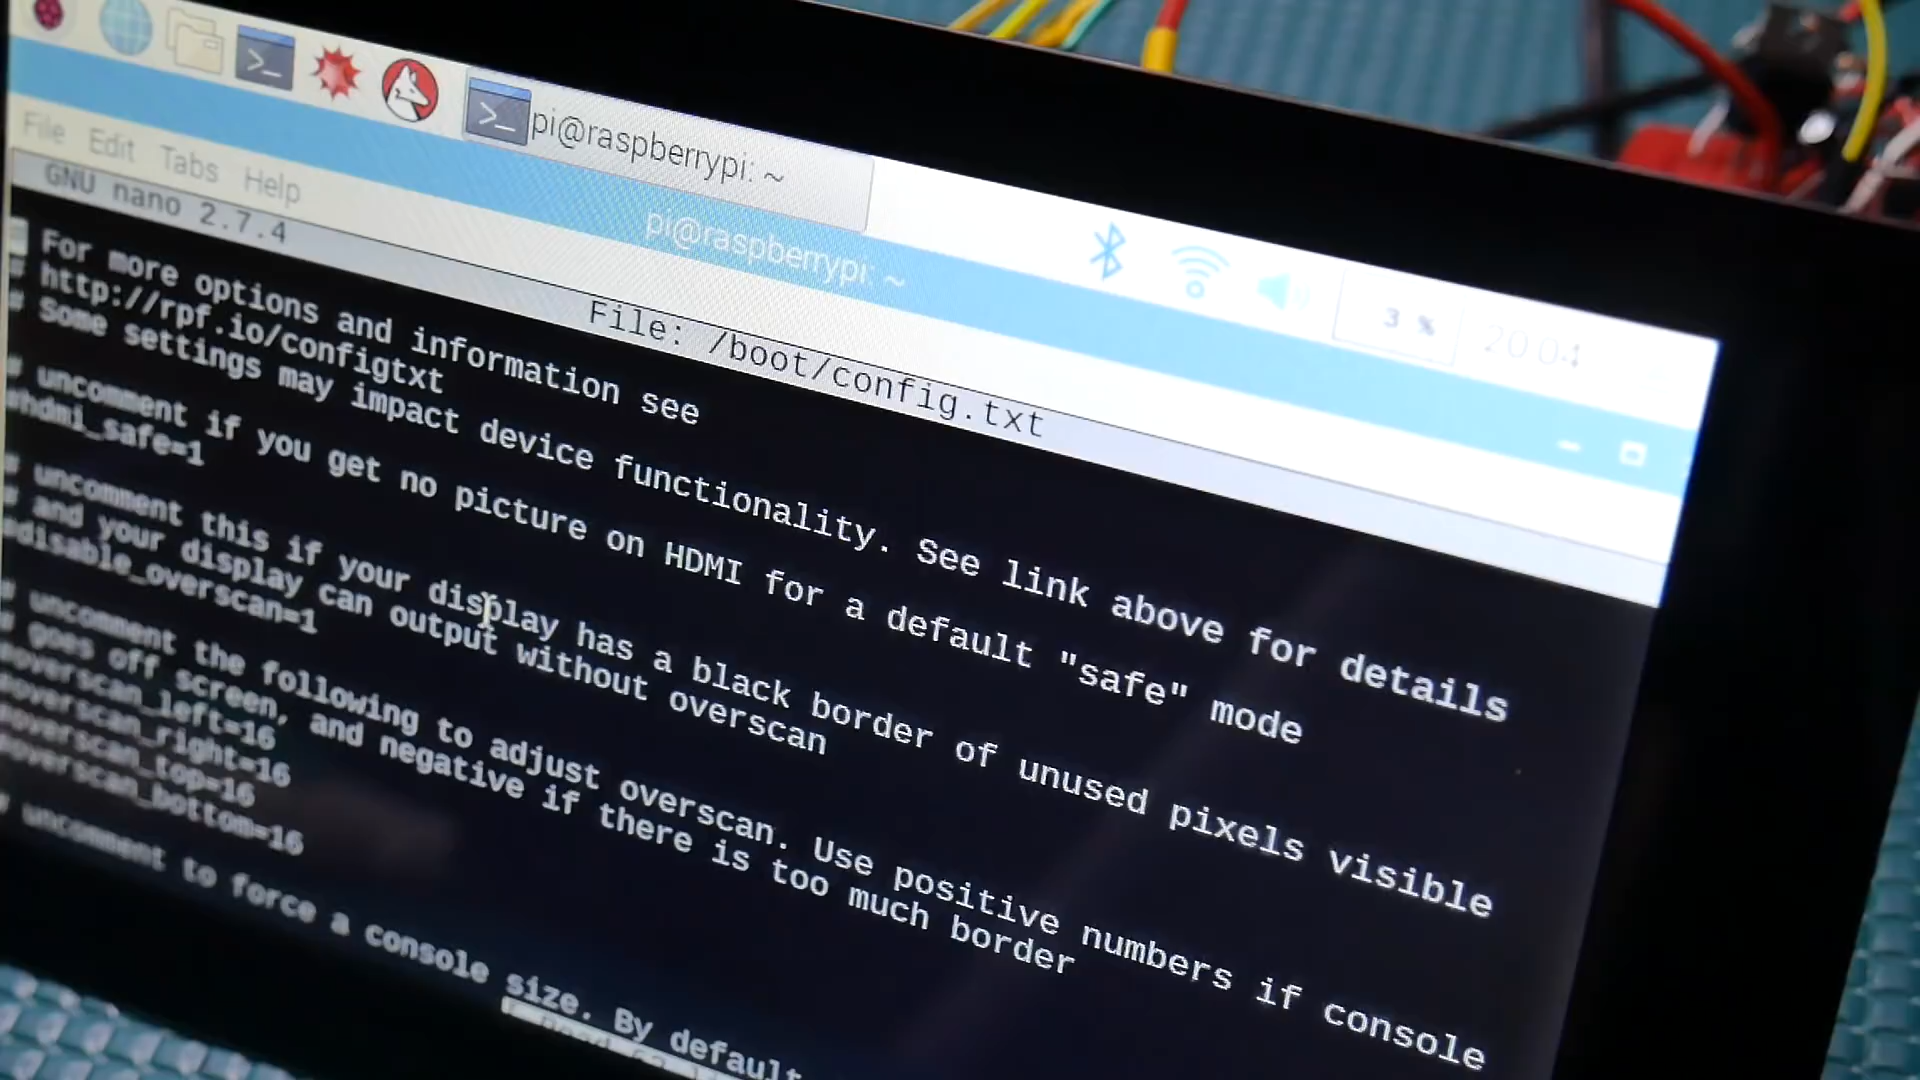 pi@raspberrypi: ~
pi@raspberrypi: ~
File Edit Tabs Help
3 %
20:04
GNU nano 2.7.4
File: /boot/config.txt
# For more options and information see
# http://rpf.io/configtxt
# Some settings may impact device functionality. See link above for details
# uncomment if you get no picture on HDMI for a default "safe" mode
#hdmi_safe=1
# uncomment this if your display has a black border of unused pixels visible
# and your display can output without overscan
#disable_overscan=1
# uncomment the following to adjust overscan. Use positive numbers if console
# goes off screen, and negative if there is too much border
#overscan_left=16
#overscan_right=16
#overscan_top=16
#overscan_bottom=16
# uncomment to force a console size. By default